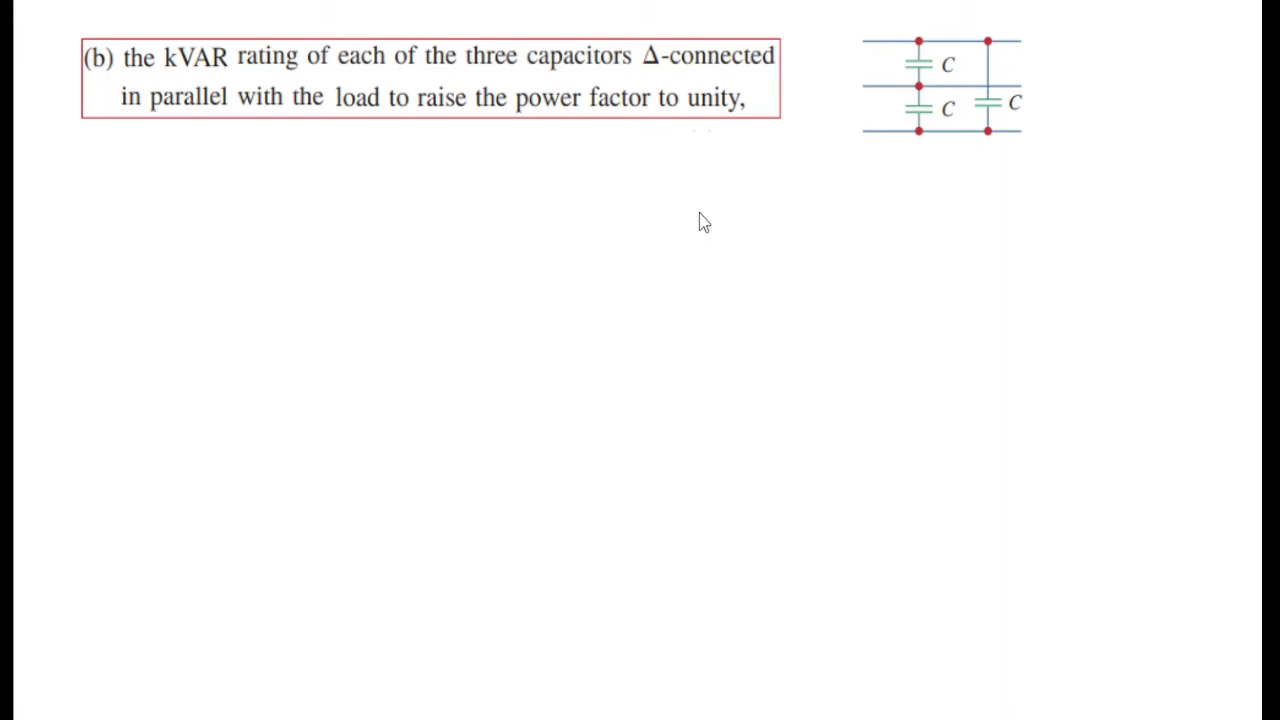 (b) the kVAR rating of each of the three capacitors Δ-connected
in parallel with the load to raise the power factor to unity,
C
C
C